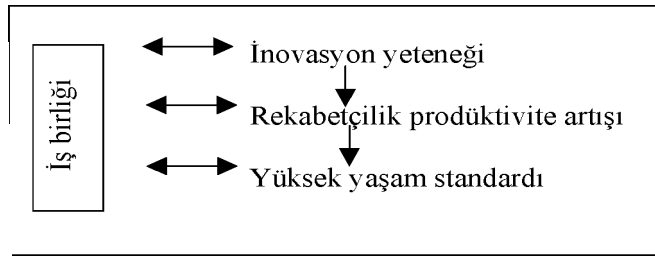 İş birliği
İnovasyon yeteneği
Rekabetçilik prodüktivite artışı
Yüksek yaşam standardı